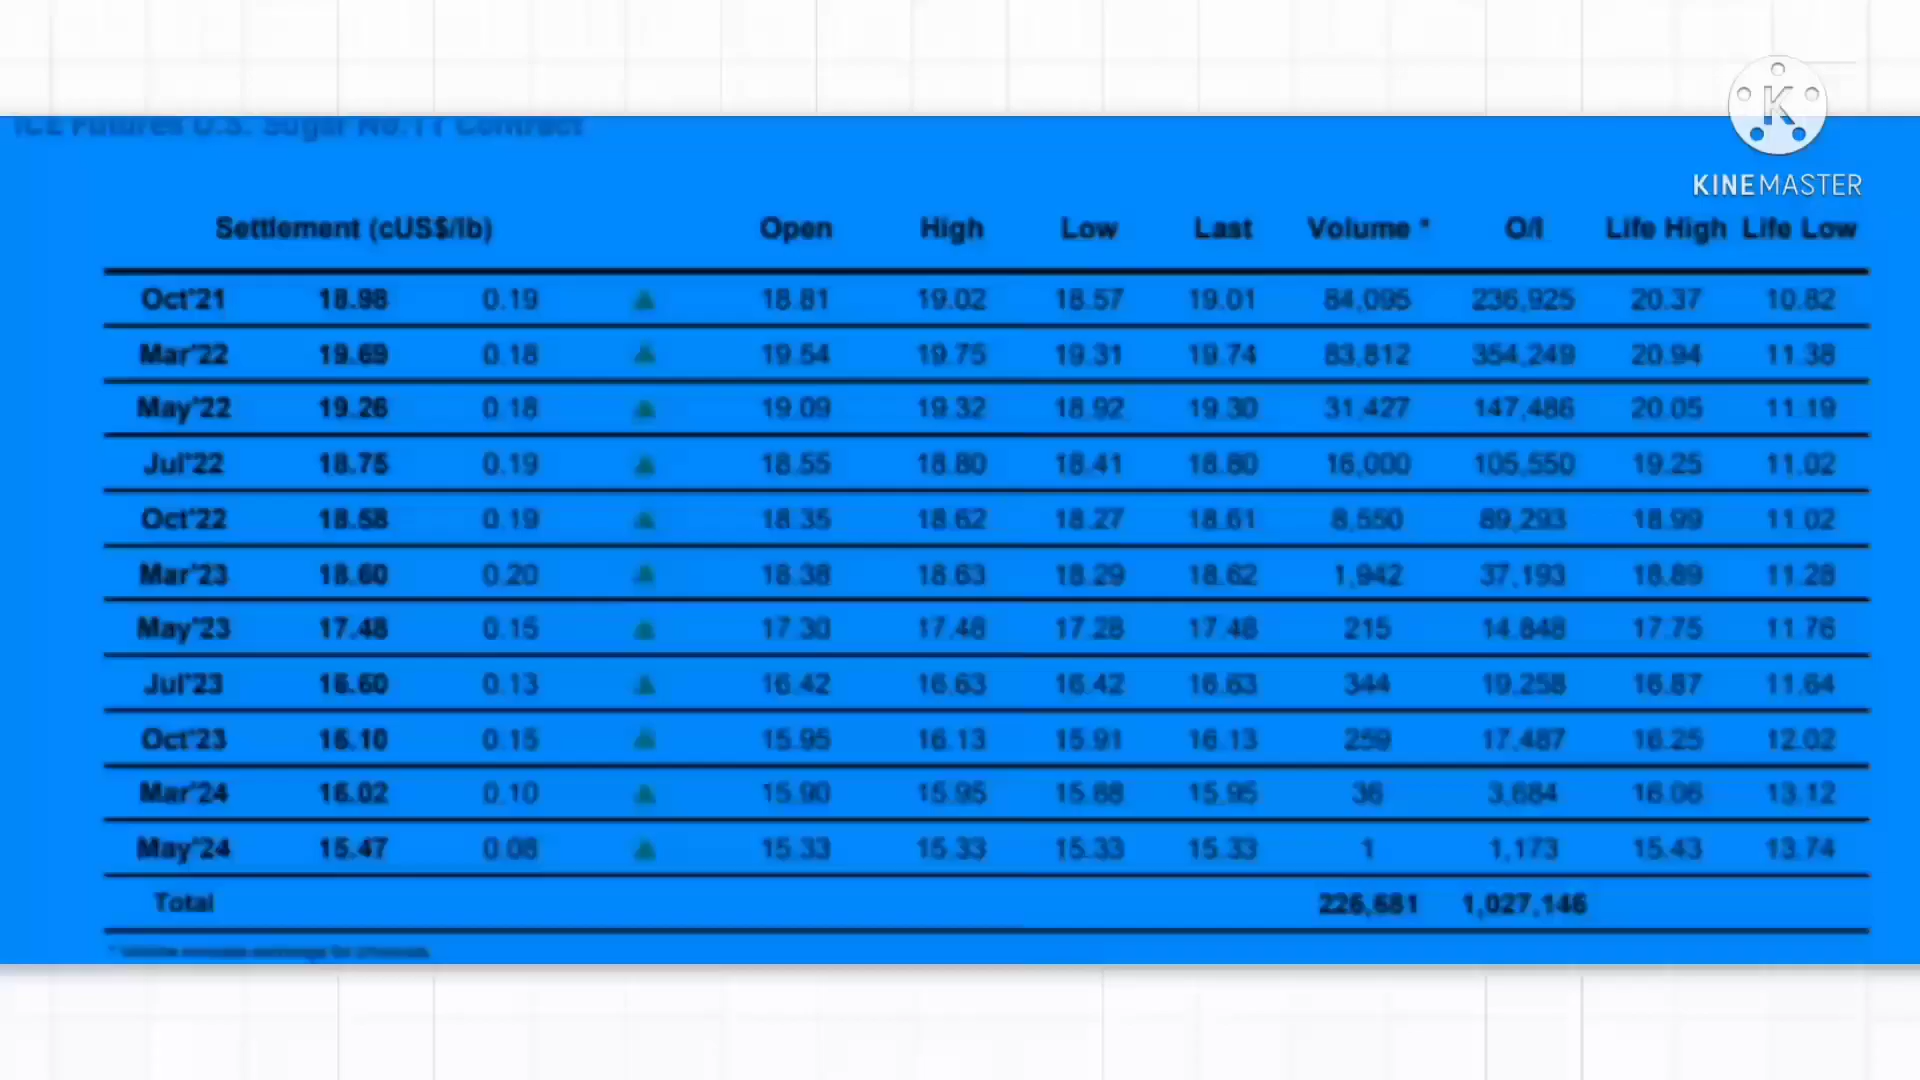 ICE Futures U.S. Sugar No.11 Contract
K
KINEMASTER
Settlement (cUS$/lb) Open High Low Last Volume * O/I Life High Life Low
Oct'21 18.98 0.19 ▲ 18.81 19.02 18.57 19.01 84,095 236,925 20.37 10.82
Mar'22 19.69 0.18 ▲ 19.54 19.75 19.31 19.74 83,812 354,249 20.94 11.38
May'22 19.26 0.18 ▲ 19.09 19.32 18.92 19.30 31,427 147,486 20.05 11.19
Jul'22 18.75 0.19 ▲ 18.55 18.80 18.41 18.80 16,000 105,550 19.25 11.02
Oct'22 18.58 0.19 ▲ 18.35 18.62 18.27 18.61 8,550 89,293 18.99 11.02
Mar'23 18.60 0.20 ▲ 18.38 18.63 18.29 18.62 1,942 37,193 18.89 11.28
May'23 17.48 0.15 ▲ 17.30 17.48 17.28 17.48 215 14,848 17.75 11.76
Jul'23 16.60 0.13 ▲ 16.42 16.63 16.42 16.63 344 19,258 16.87 11.64
Oct'23 16.10 0.15 ▲ 15.95 16.13 15.91 16.13 259 17,487 16.25 12.02
Mar'24 16.02 0.10 ▲ 15.90 15.95 15.88 15.95 36 3,684 16.06 13.12
May'24 15.47 0.08 ▲ 15.33 15.33 15.33 15.33 1 1,173 15.43 13.74
Total 226,681 1,027,146